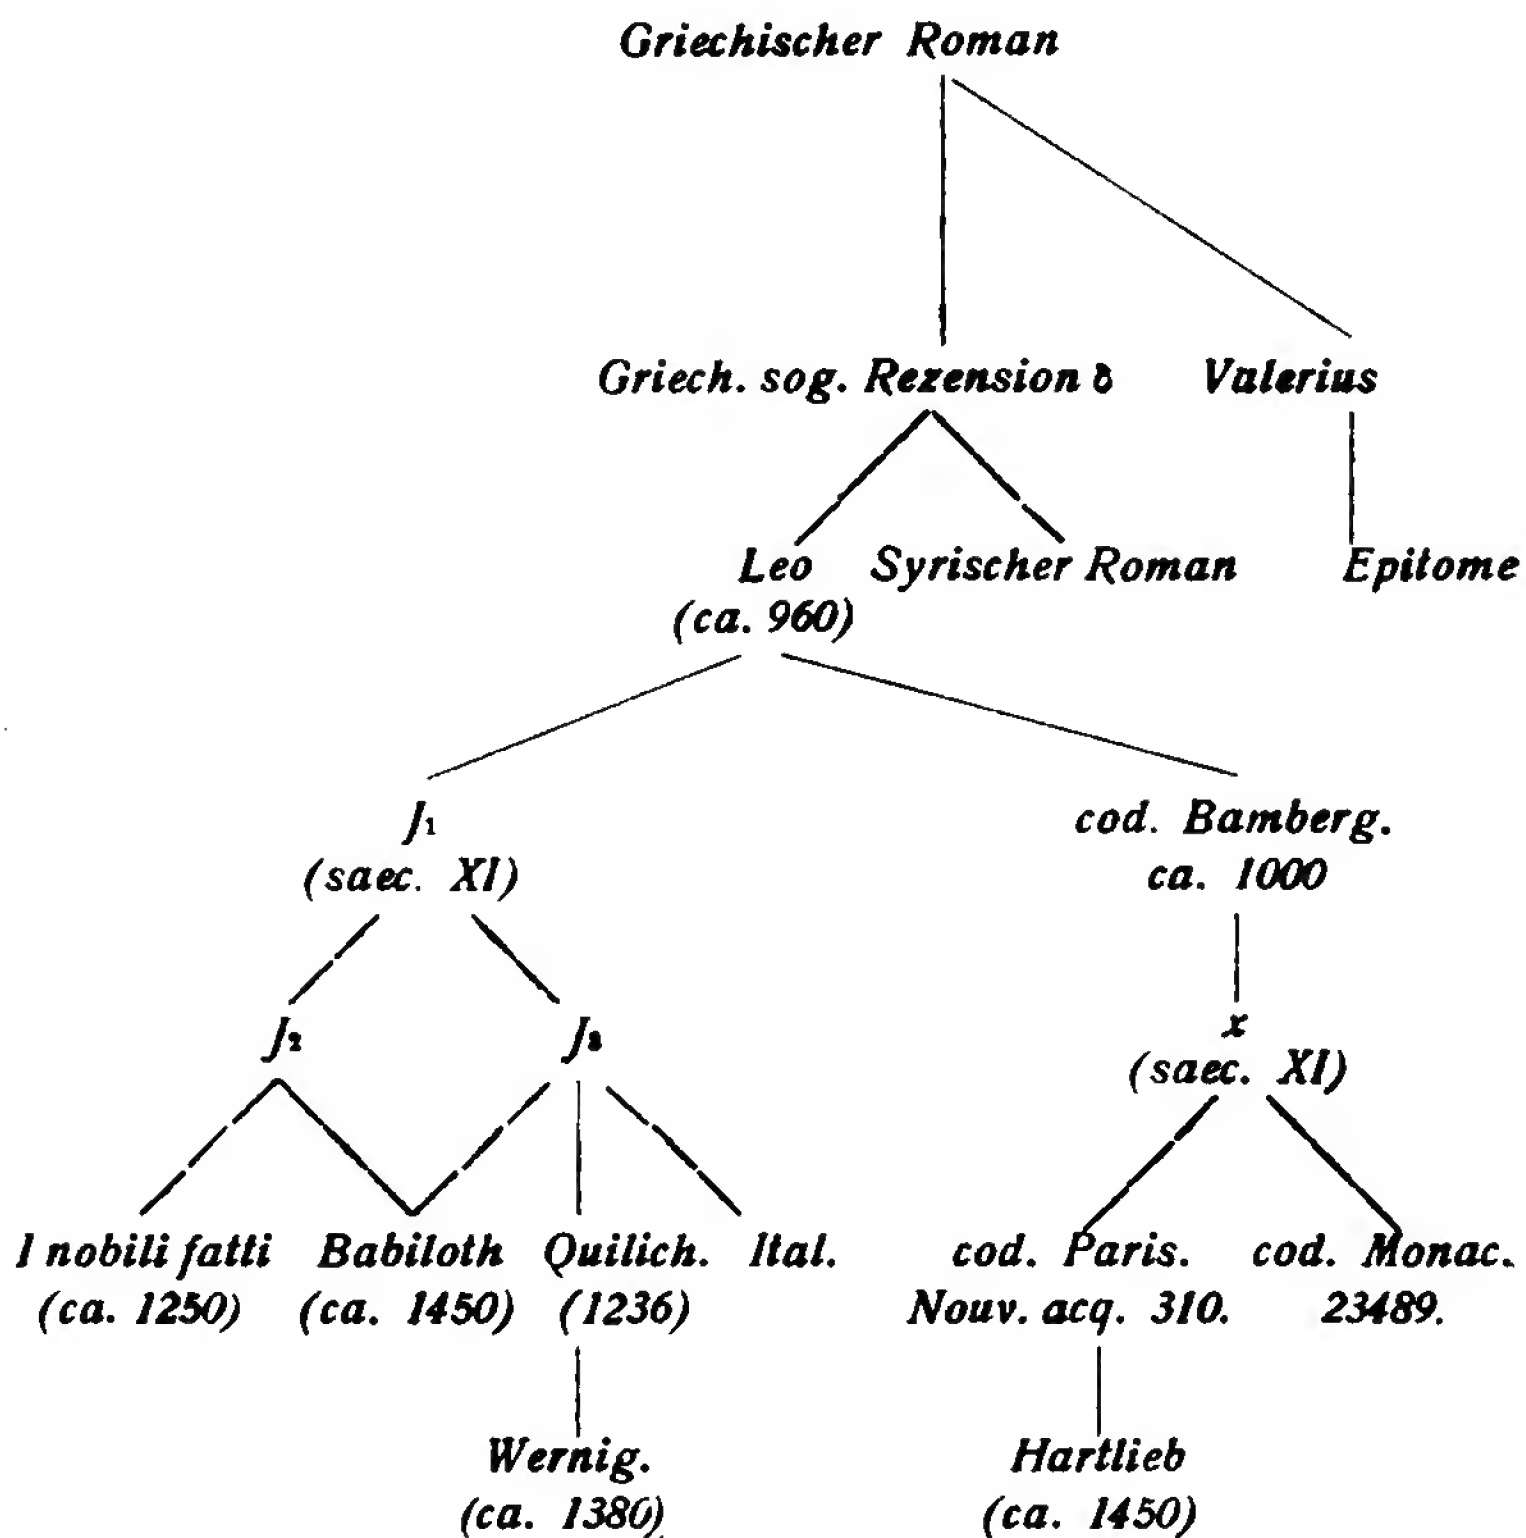 Griechischer Roman
Griech. sog. Rezension δ Valerius
Leo Syrischer Roman Epitome
(ca. 960)
J₁ cod. Bamberg.
(saec. XI) ca. 1000
J₂ J₃ x
(saec. XI)
I nobili fatti Babiloth Quilich. Ital. cod. Paris. cod. Monac.
(ca. 1250) (ca. 1450) (1236) Nouv. acq. 310. 23489.
Wernig. Hartlieb
(ca. 1380) (ca. 1450)